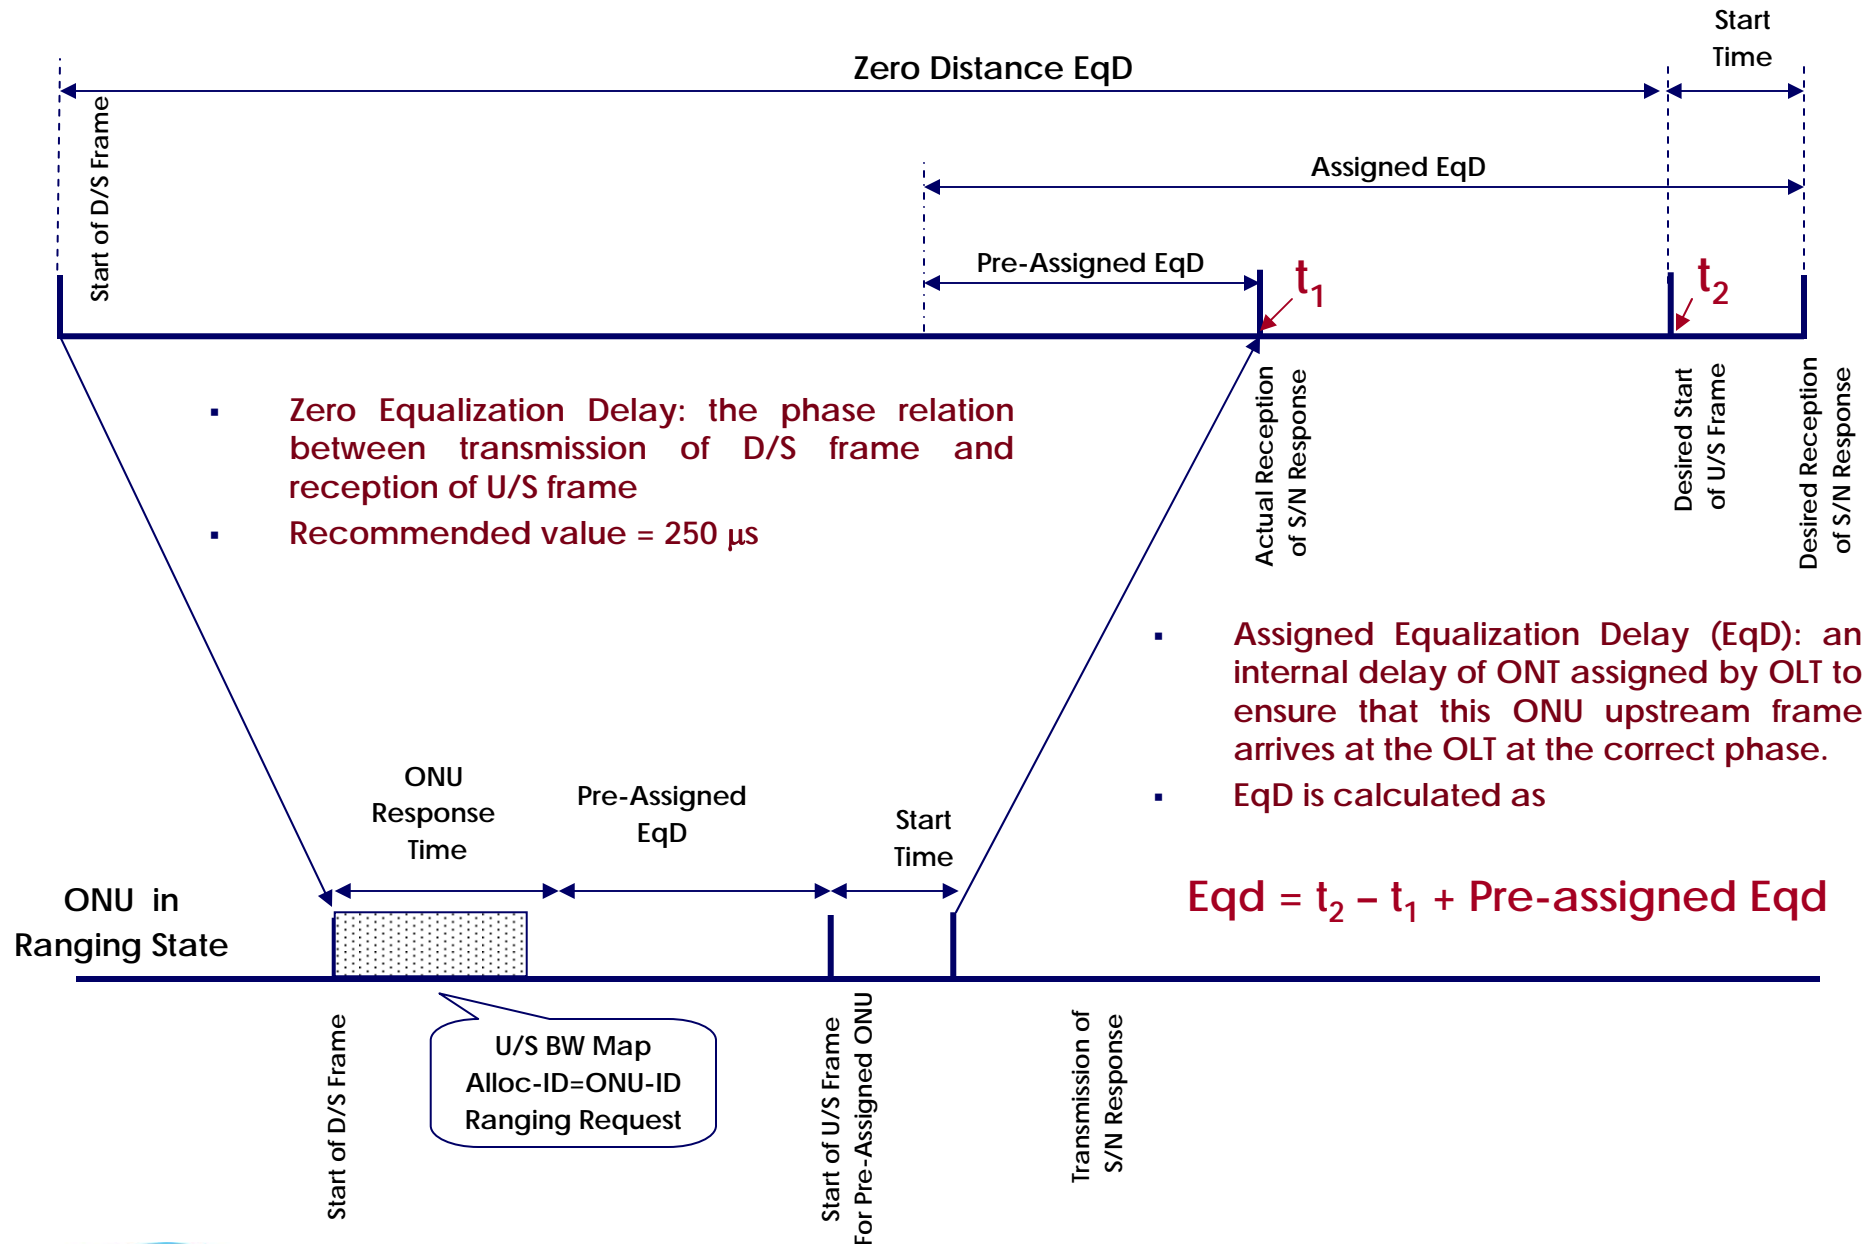 Start
Time
Zero Distance EqD
Start of D/S Frame
Assigned EqD
Pre-Assigned EqD
t1
t2
Actual Reception
of S/N Response
Desired Start
of U/S Frame
Desired Reception
of S/N Response
▪ Zero Equalization Delay: the phase relation
between transmission of D/S frame and
reception of U/S frame
▪ Recommended value = 250 μs
▪ Assigned Equalization Delay (EqD): an
internal delay of ONT assigned by OLT to
ensure that this ONU upstream frame
arrives at the OLT at the correct phase.
▪ EqD is calculated as
Eqd = t2 – t1 + Pre-assigned Eqd
ONU
Response
Time
Pre-Assigned
EqD
Start
Time
ONU in
Ranging State
Start of D/S Frame
U/S BW Map
Alloc-ID=ONU-ID
Ranging Request
Start of U/S Frame
For Pre-Assigned ONU
Transmission of
S/N Response